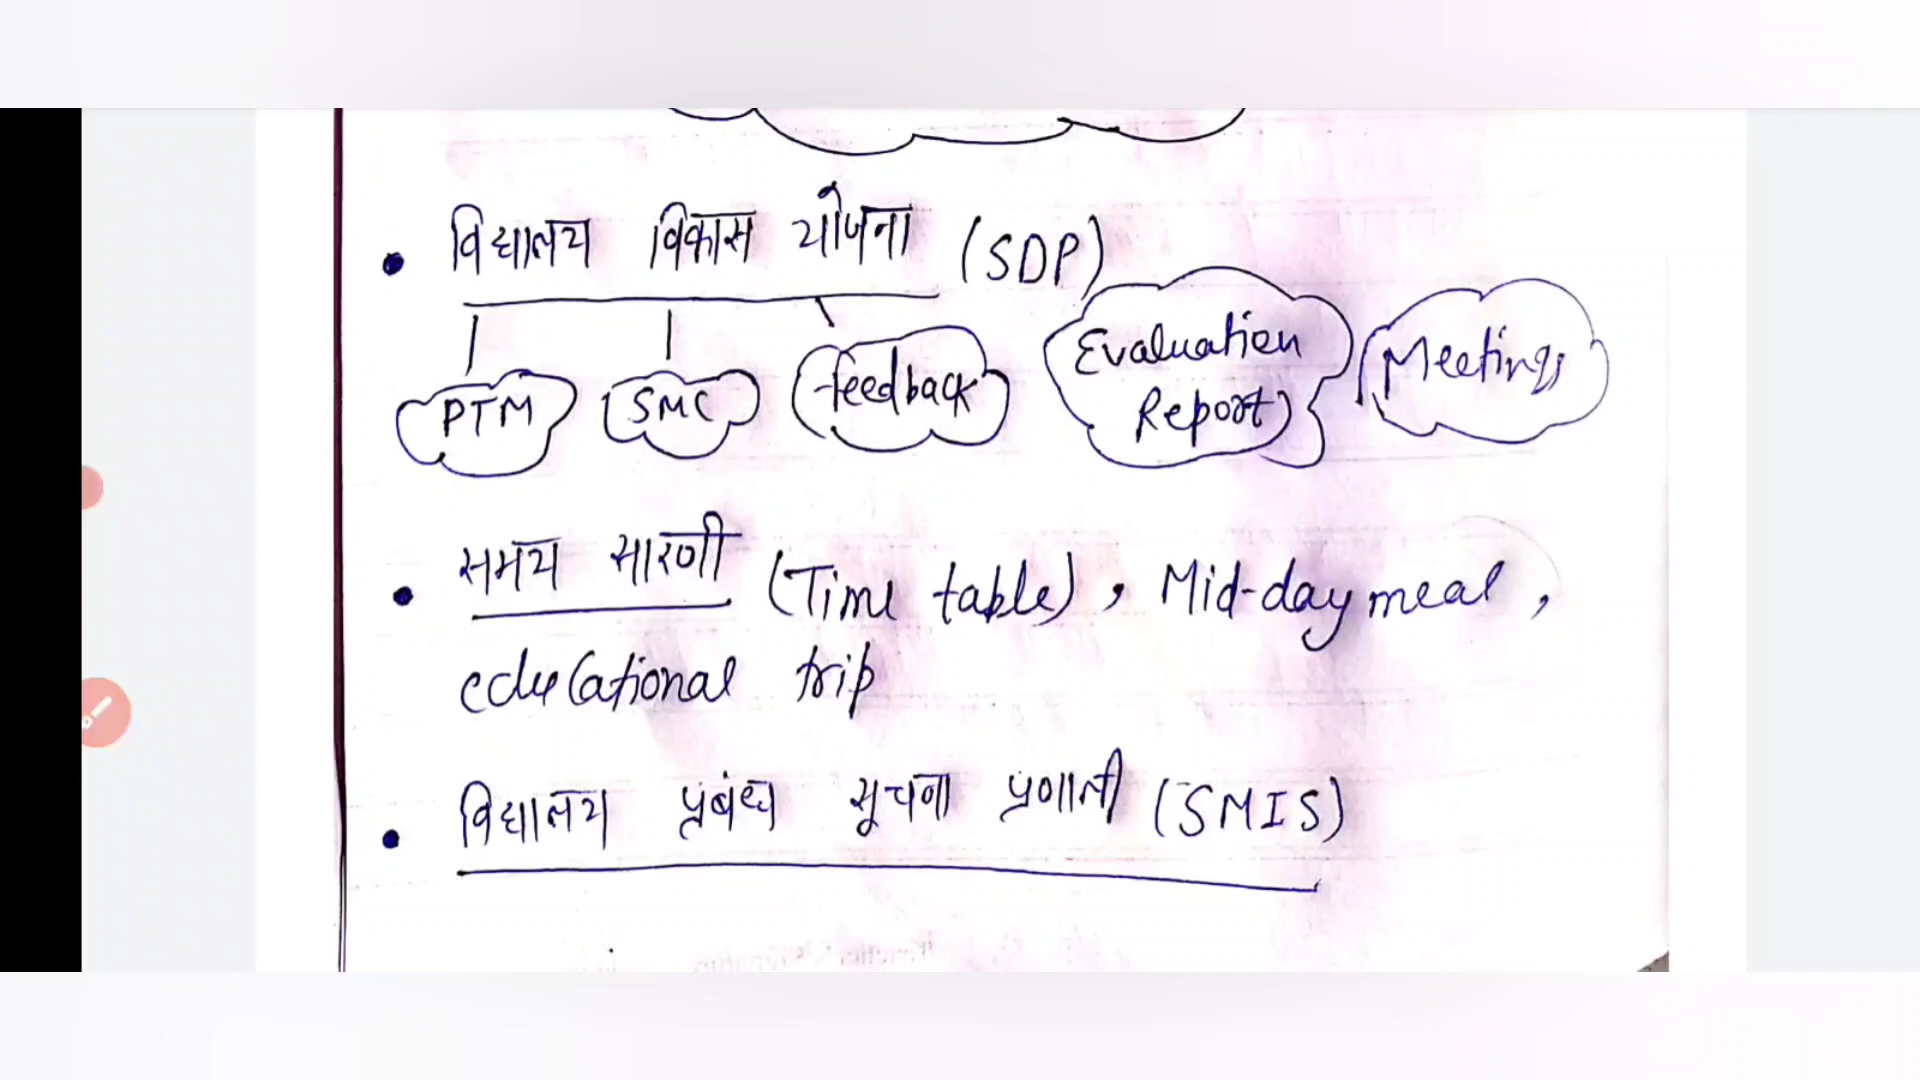 विद्यालय विकास योजना (SDP)
PTM SMC feedback Evaluation Report Meetings
समय सारणी (Time table), Mid-day meal,
educational trip
विद्यालय प्रबंध सूचना प्रणाली (SMIS)